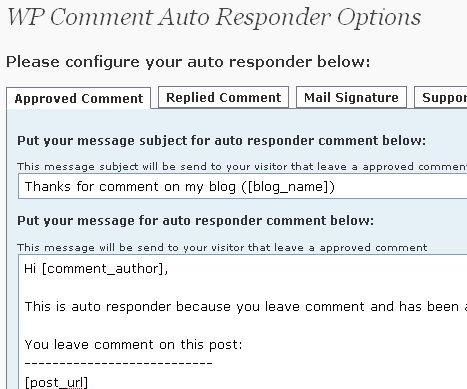 WP Comment Auto Responder Options
Please configure your auto responder below:
Approved Comment
Replied Comment
Mail Signature
Suppor
Put your message subject for auto responder comment below:
This message subject will be send to your visitor that leave a approved commen
Thanks for comment on my blog ([blog_name])
Put your message for auto responder comment below:
This message will be send to your visitor that leave a approved comment
Hi [comment_author],
This is auto responder because you leave comment and has been a
You leave comment on this post:
---------------------------
[post_url]